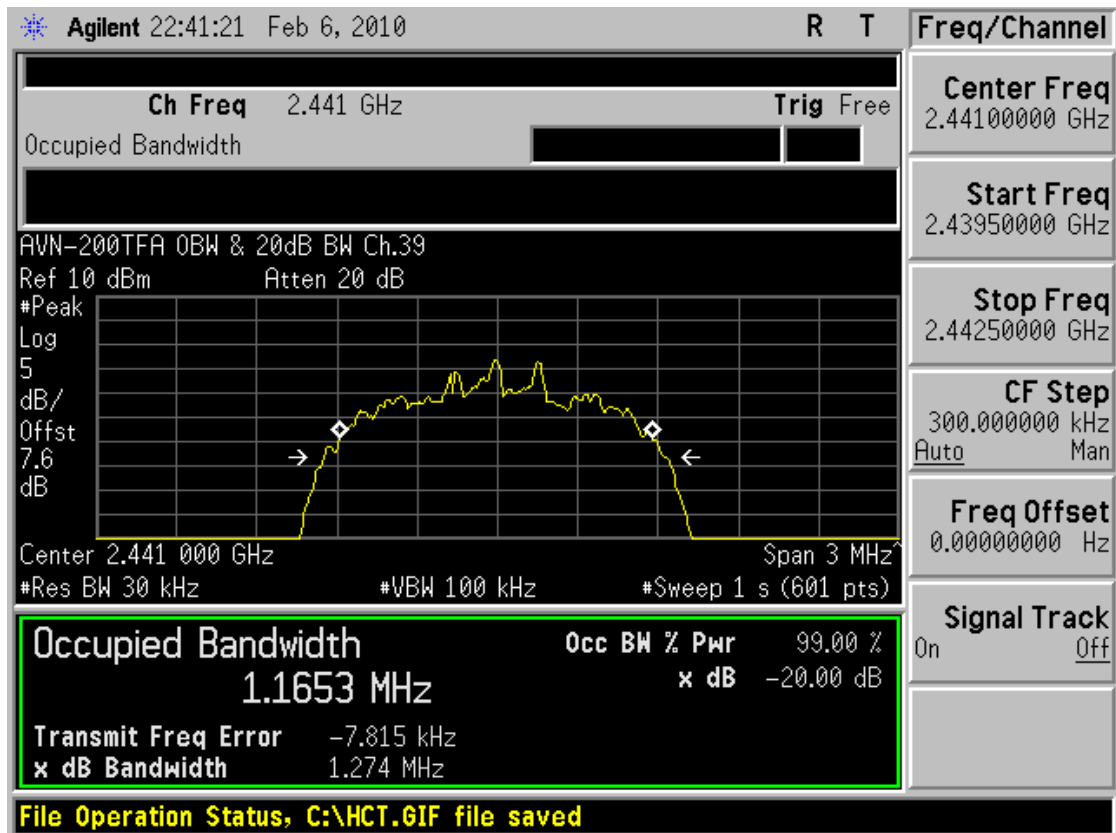 Agilent 22:41:21 Feb 6, 2010 R T
Ch Freq 2.441 GHz Trig Free
Occupied Bandwidth
AVN-200TFA OBW & 20dB BW Ch.39
Ref 10 dBm Atten 20 dB
#Peak
Log
5
dB/
Offst
7.6
dB
Center 2.441 000 GHz Span 3 MHz^
#Res BW 30 kHz #VBW 100 kHz #Sweep 1 s (601 pts)
Occupied Bandwidth Occ BW % Pwr 99.00 %
1.1653 MHz x dB -20.00 dB
Transmit Freq Error -7.815 kHz
x dB Bandwidth 1.274 MHz
File Operation Status, C:\HCT.GIF file saved
Freq/Channel
Center Freq
2.44100000 GHz
Start Freq
2.43950000 GHz
Stop Freq
2.44250000 GHz
CF Step
300.000000 kHz
Auto Man
Freq Offset
0.00000000 Hz
Signal Track
On Off